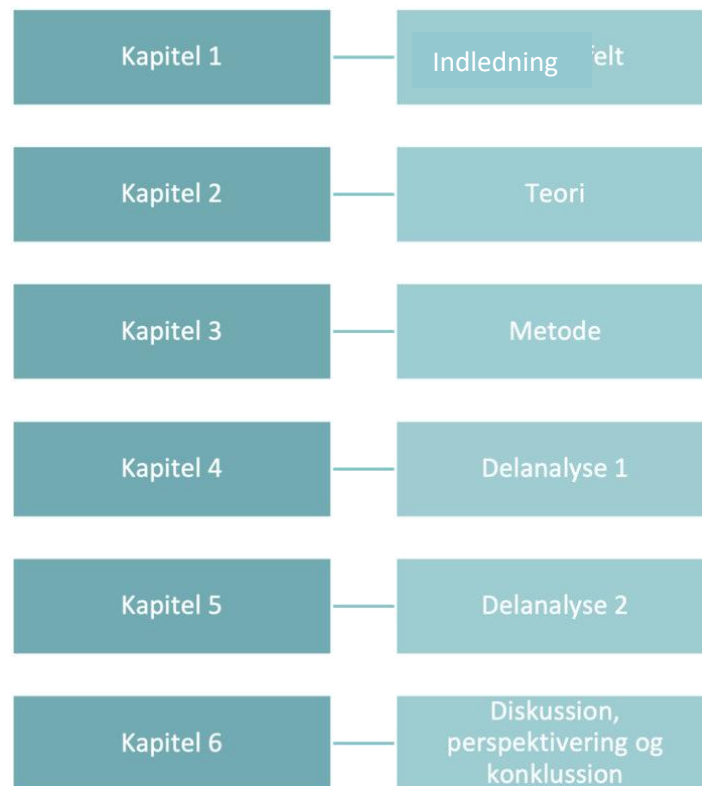 Kapitel 1
Indledning felt
Kapitel 2
Teori
Kapitel 3
Metode
Kapitel 4
Delanalyse 1
Kapitel 5
Delanalyse 2
Kapitel 6
Diskussion,
perspektivering og
konklussion